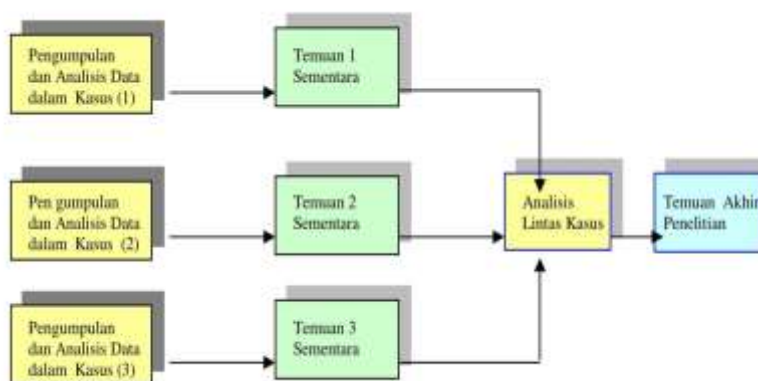 Pengumpulan
dan Analisis Data
dalam Kasus (1)
Temuan 1
Sementara
Pen gumpulan
dan Analisis Data
dalam Kasus (2)
Temuan 2
Sementara
Analisis
Lintas Kasus
Temuan Akhir
Penelitian
Pengumpulan
dan Analisis Data
dalam Kasus (3)
Temuan 3
Sementara